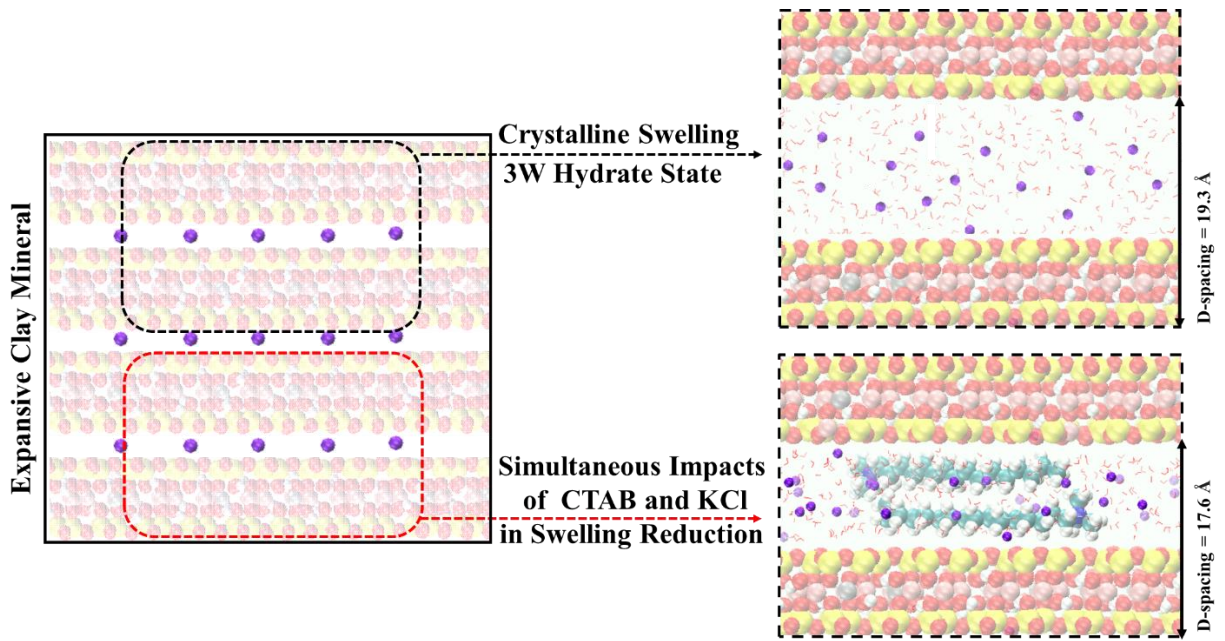 Expansive Clay Mineral
Crystalline Swelling
3W Hydrate State
D-spacing = 19.3 Å
Simultaneous Impacts
of CTAB and KCl
in Swelling Reduction
D-spacing = 17.6 Å